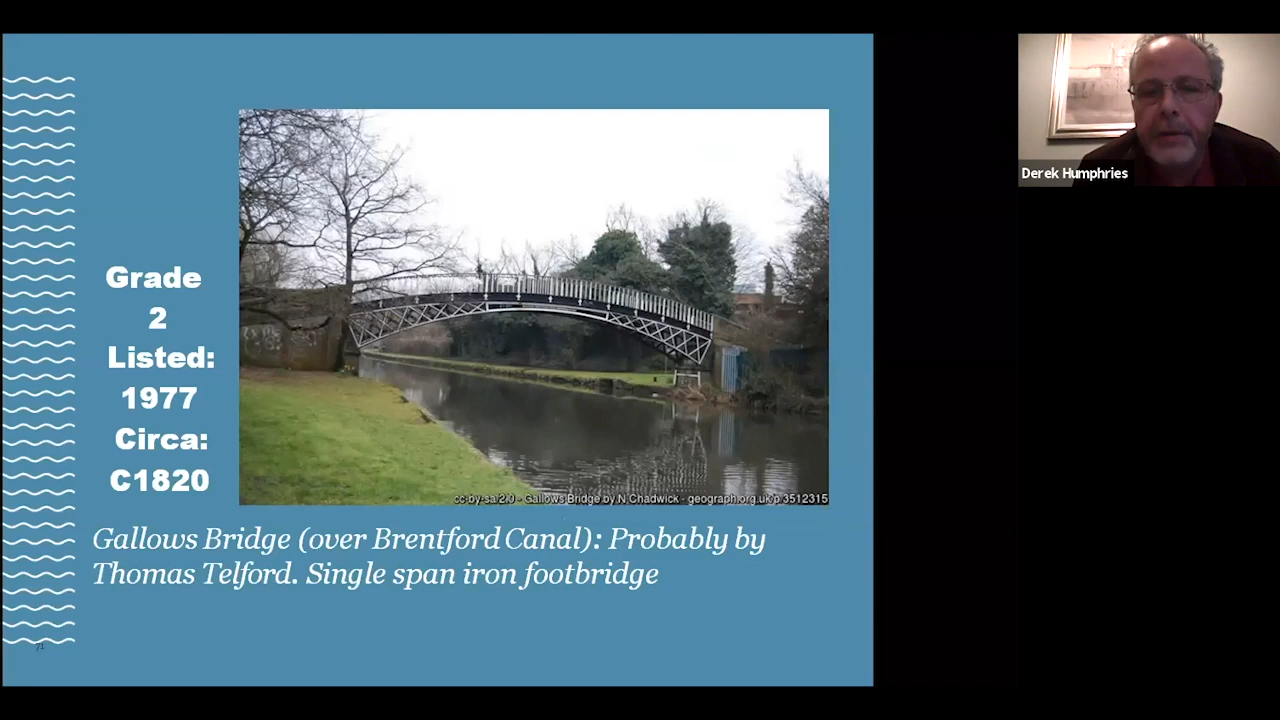 Grade
2
Listed:
1977
Circa:
C1820
cc-by-sa/2.0 - Gallows Bridge by N Chadwick - geograph.org.uk/p/3512315
Gallows Bridge (over Brentford Canal): Probably by
Thomas Telford. Single span iron footbridge
71
Derek Humphries